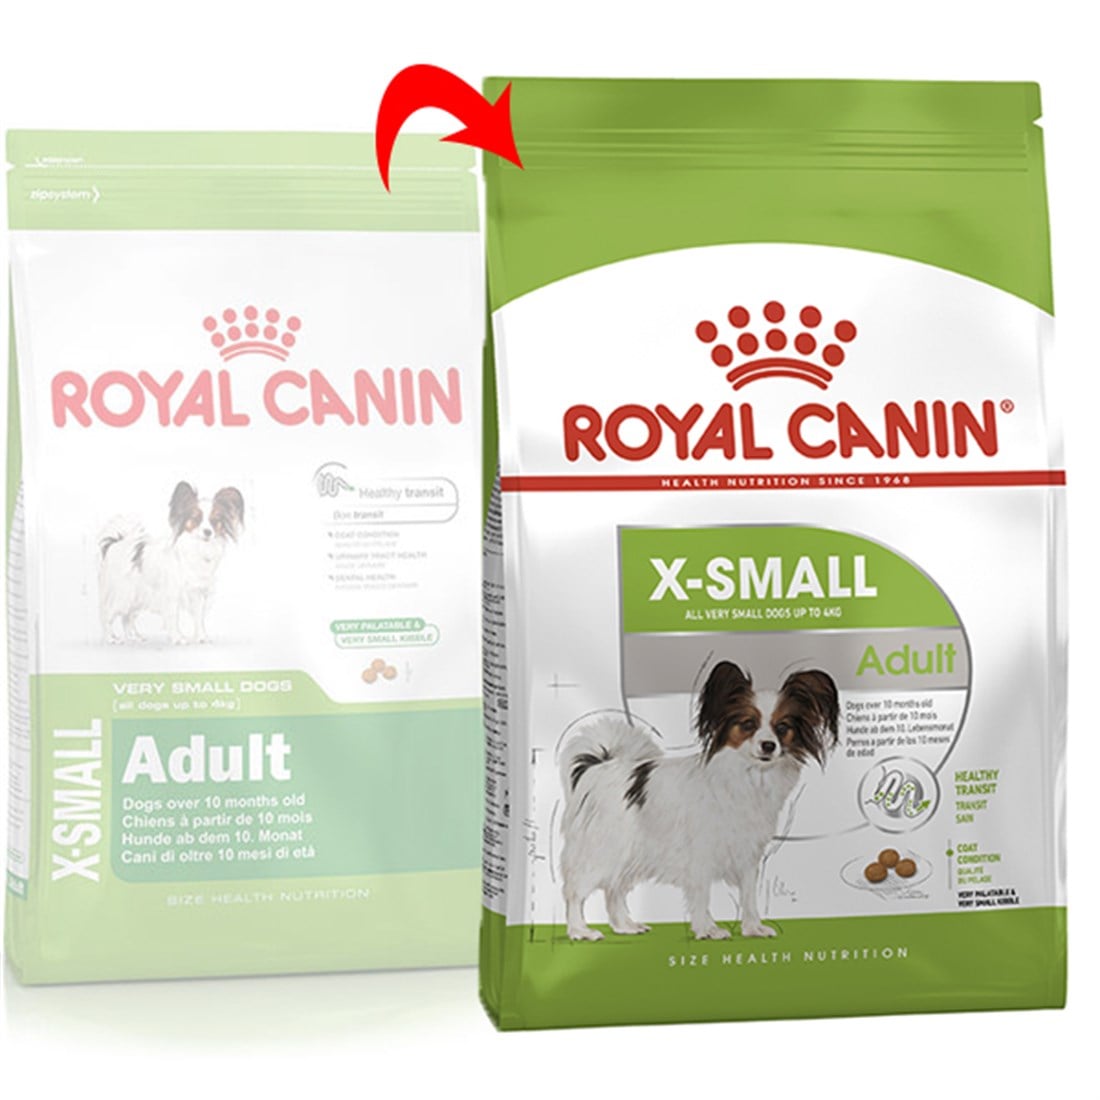 zipsystem
ROYAL CANIN
Healthy transit
Bon transit
COAT CONDITION
URINARY TRACT HEALTH
DENTAL HEALTH
VERY PALATABLE &
VERY SMALL KIBBLE
VERY SMALL DOGS
(all dogs up to 4kg)
X-SMALL
Adult
Dogs over 10 months old
Chiens à partir de 10 mois
Hunde ab dem 10. Monat
Cani di oltre 10 mesi di età
SIZE HEALTH NUTRITION
ROYAL CANIN®
HEALTH NUTRITION SINCE 1968
X-SMALL
ALL VERY SMALL DOGS UP TO 4KG
Adult
Dogs over 10 months old
Chiens à partir de 10 mois
Hunde ab dem 10. Lebensmonat
Perros a partir de los 10 meses
de edad
HEALTHY
TRANSIT
TRANSIT
SAIN
COAT
CONDITION
QUALITÉ
DU PELAGE
VERY PALATABLE &
VERY SMALL KIBBLE
SIZE HEALTH NUTRITION